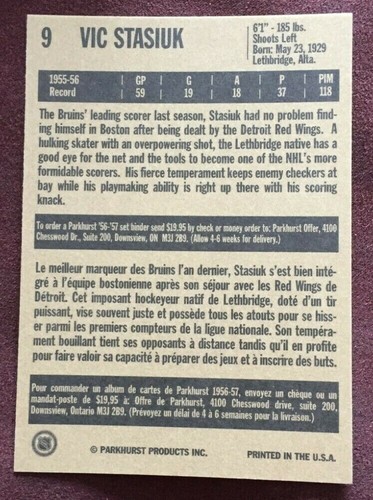 9 VIC STASIUK
6'1" - 185 lbs.
Shoots Left
Born: May 23, 1929
Lethbridge, Alta.
1955-56 | GP | G | A | P | PIM
Record | 59 | 19 | 18 | 37 | 118
The Bruins' leading scorer last season, Stasiuk had no problem find-
ing himself in Boston after being dealt by the Detroit Red Wings. A
hulking skater with an overpowering shot, the Lethbridge native has a
good eye for the net and the tools to become one of the NHL's more
formidable scorers. His fierce temperament keeps enemy checkers at
bay while his playmaking ability is right up there with his scoring
knack.
To order a Parkhurst '56-'57 set binder send $19.95 by check or money order to: Parkhurst Offer, 4100
Chesswood Dr., Suite 200, Downsview, ON M3J 2B9. (Allow 4-6 weeks for delivery.)
Le meilleur marqueur des Bruins l'an dernier, Stasiuk s'est bien inté-
gré à l'équipe bostonienne après son séjour avec les Red Wings de
Détroit. Cet imposant hockeyeur natif de Lethbridge, doté d'un tir
puissant, vise souvent juste et possède tous les atouts pour se hiss-
er parmi les premiers compteurs de la ligue nationale. Son tempéra-
ment bouillant tient ses opposants à distance tandis qu'il en profite
pour faire valoir sa capacité à préparer des jeux et à inscrire des buts.
Pour commander un album de cartes de Parkhurst 1956-57, envoyez un chèque ou un
mandat-poste de $19,95 à: Offre de Parkhurst, 4100 Chesswood drive, suite 200,
Downsview, Ontario M3J 2B9. (Prévoyez un délai de 4 à 6 semaines pour la livraison.)
© PARKHURST PRODUCTS INC. PRINTED IN THE U.S.A.